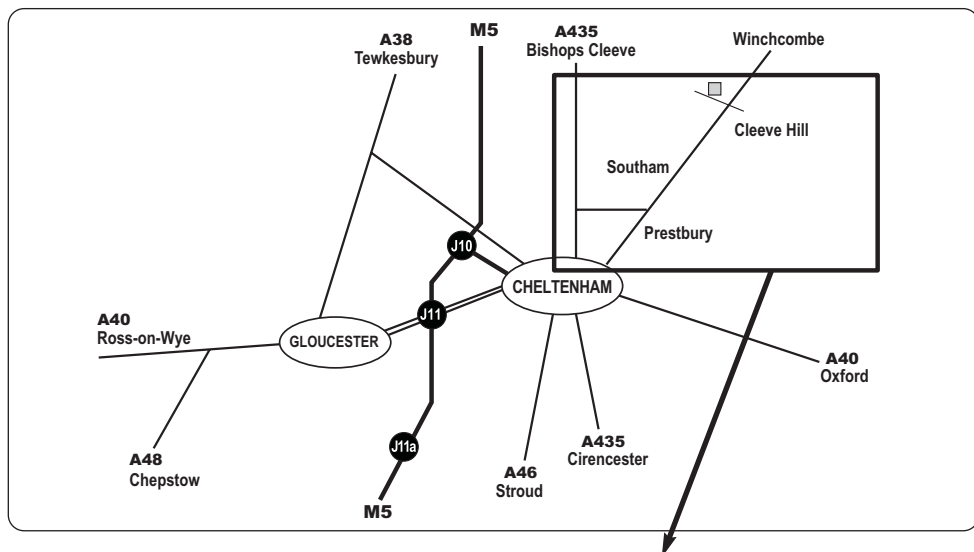 M5
A435
Bishops Cleeve
Winchcombe
A38
Tewkesbury
Cleeve Hill
Southam
Prestbury
J10
CHELTENHAM
J11
GLOUCESTER
A40
Ross-on-Wye
A40
Oxford
A435
Cirencester
J11a
A48
Chepstow
A46
Stroud
M5